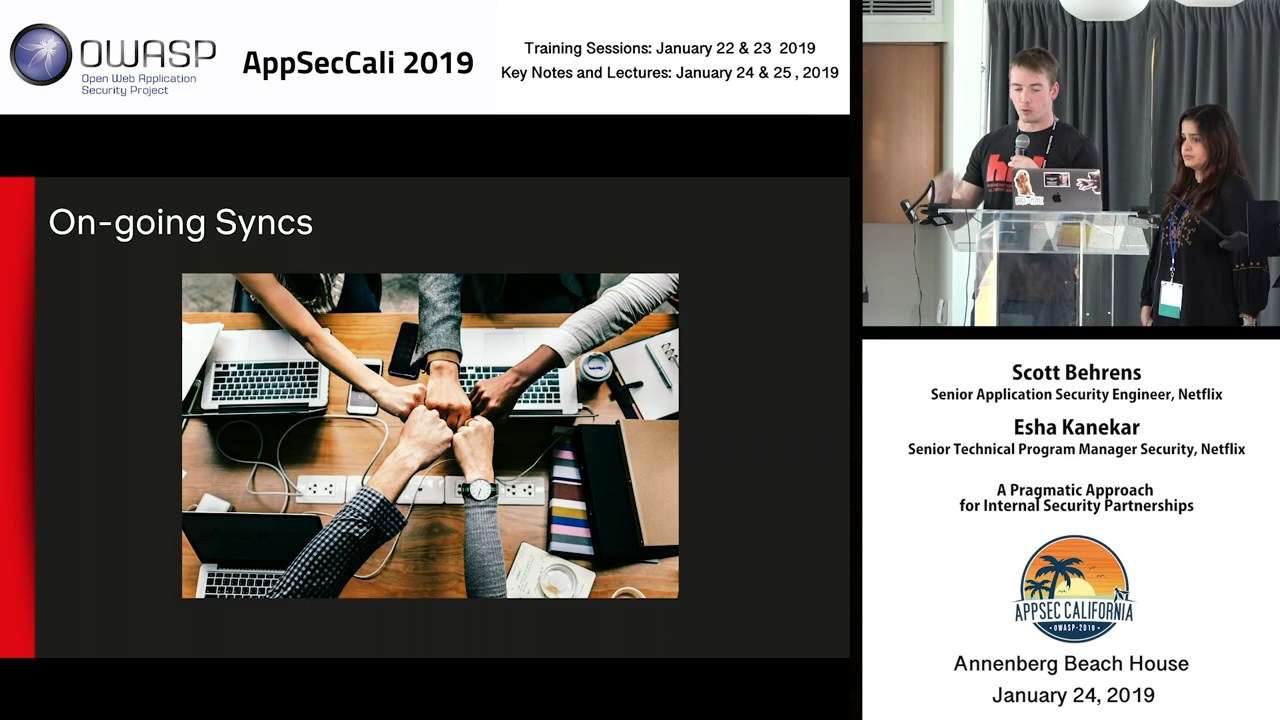 OWASP
Open Web Application
Security Project
AppSecCali 2019
Training Sessions: January 22 & 23 2019
Key Notes and Lectures: January 24 & 25 , 2019
On-going Syncs
Scott Behrens
Senior Application Security Engineer, Netflix
Esha Kanekar
Senior Technical Program Manager Security, Netflix
A Pragmatic Approach
for Internal Security Partnerships
APPSEC CALIFORNIA
• OWASP-2019 •
Annenberg Beach House
January 24, 2019